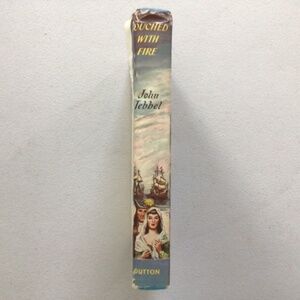 OUCHED
WITH
FIRE
John
Tebbel
DUTTON